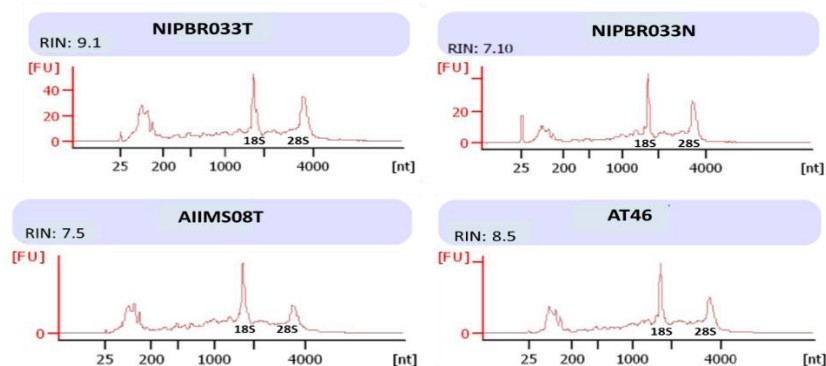 NIPBR033T
RIN: 9.1
[FU]
40
20
0
18S 28S
25 200 1000 4000 [nt]
NIPBR033N
RIN: 7.10
[FU]
20
0
18S 28S
25 200 1000 4000 [nt]
AIIMS08T
RIN: 7.5
[FU]
0
18S 28S
25 200 1000 4000 [nt]
AT46
RIN: 8.5
[FU]
0
18S 28S
25 200 1000 4000 [nt]